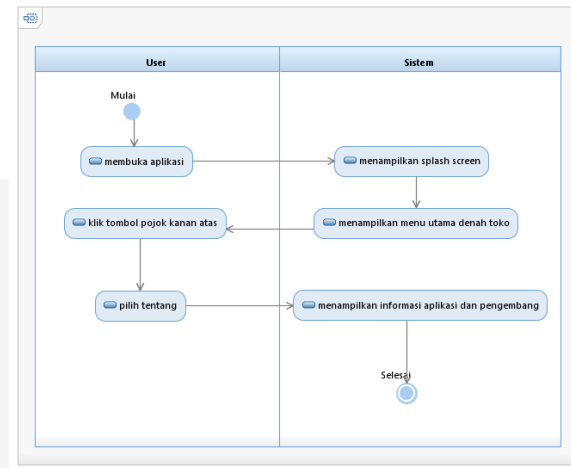 User
Sistem
Mulai
membuka aplikasi
menampilkan splash screen
klik tombol pojok kanan atas
menampilkan menu utama denah toko
pilih tentang
menampilkan informasi aplikasi dan pengembang
Selesai